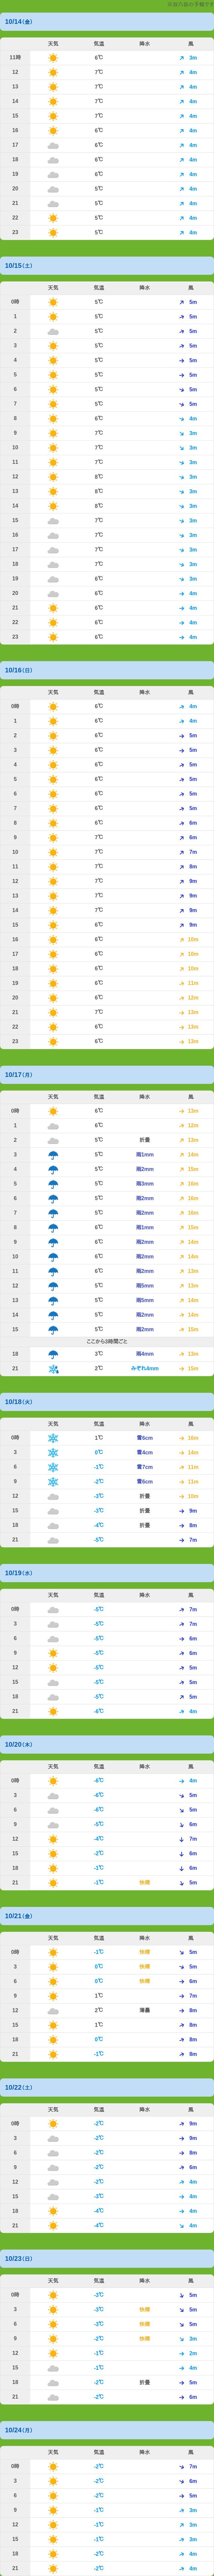 10/14(金)
天気 気温 降水 風
11時 6℃ 3m
12 7℃ 4m
13 7℃ 4m
14 7℃ 4m
15 7℃ 4m
16 6℃ 4m
17 6℃ 4m
18 6℃ 4m
19 6℃ 4m
20 5℃ 4m
21 5℃ 4m
22 5℃ 4m
23 5℃ 4m
10/15(土)
天気 気温 降水 風
0時 5℃ 5m
1 5℃ 5m
2 5℃ 5m
3 5℃ 5m
4 5℃ 5m
5 5℃ 5m
6 5℃ 5m
7 5℃ 5m
8 6℃ 4m
9 7℃ 3m
10 7℃ 3m
11 7℃ 3m
12 8℃ 3m
13 8℃ 3m
14 8℃ 3m
15 7℃ 3m
16 7℃ 3m
17 7℃ 3m
18 7℃ 3m
19 6℃ 3m
20 6℃ 4m
21 6℃ 4m
22 6℃ 4m
23 6℃ 4m
10/16(日)
天気 気温 降水 風
0時 6℃ 4m
1 6℃ 4m
2 6℃ 5m
3 6℃ 5m
4 6℃ 5m
5 6℃ 5m
6 6℃ 5m
7 6℃ 5m
8 6℃ 6m
9 7℃ 6m
10 7℃ 7m
11 7℃ 8m
12 7℃ 9m
13 7℃ 9m
14 7℃ 9m
15 6℃ 9m
16 6℃ 10m
17 6℃ 10m
18 6℃ 10m
19 6℃ 11m
20 6℃ 12m
21 7℃ 13m
22 6℃ 13m
23 6℃ 13m
10/17(月)
天気 気温 降水 風
0時 6℃ 13m
1 6℃ 12m
2 5℃ 折曇 13m
3 5℃ 雨1mm 14m
4 5℃ 雨2mm 15m
5 5℃ 雨3mm 16m
6 5℃ 雨2mm 16m
7 5℃ 雨2mm 16m
8 6℃ 雨1mm 15m
9 6℃ 雨2mm 14m
10 6℃ 雨2mm 14m
11 6℃ 雨2mm 13m
12 5℃ 雨5mm 13m
13 5℃ 雨5mm 14m
14 5℃ 雨2mm 14m
15 5℃ 雨2mm 15m
ここから3時間ごと
18 3℃ 雨4mm 13m
21 2℃ みぞれ4mm 15m
10/18(火)
天気 気温 降水 風
0時 1℃ 雪6cm 16m
3 0℃ 雪4cm 14m
6 -1℃ 雪7cm 11m
9 -2℃ 雪6cm 11m
12 -3℃ 折曇 10m
15 -3℃ 折曇 9m
18 -4℃ 折曇 8m
21 -5℃ 7m
10/19(水)
天気 気温 降水 風
0時 -5℃ 7m
3 -5℃ 7m
6 -5℃ 6m
9 -5℃ 6m
12 -5℃ 5m
15 -5℃ 5m
18 -5℃ 5m
21 -6℃ 4m
10/20(木)
天気 気温 降水 風
0時 -6℃ 4m
3 -6℃ 5m
6 -6℃ 5m
9 -5℃ 6m
12 -4℃ 7m
15 -2℃ 6m
18 -1℃ 6m
21 -1℃ 快晴 5m
10/21(金)
天気 気温 降水 風
0時 -1℃ 快晴 5m
3 0℃ 快晴 5m
6 0℃ 快晴 6m
9 1℃ 7m
12 2℃ 薄曇 8m
15 1℃ 8m
18 0℃ 8m
21 -1℃ 8m
10/22(土)
天気 気温 降水 風
0時 -2℃ 9m
3 -2℃ 9m
6 -2℃ 8m
9 -2℃ 6m
12 -2℃ 4m
15 -3℃ 4m
18 -4℃ 4m
21 -4℃ 4m
10/23(日)
天気 気温 降水 風
0時 -3℃ 5m
3 -3℃ 快晴 5m
6 -3℃ 快晴 5m
9 -2℃ 快晴 3m
12 -1℃ 2m
15 -1℃ 4m
18 -2℃ 折曇 5m
21 -2℃ 6m
10/24(月)
天気 気温 降水 風
0時 -2℃ 7m
3 -2℃ 6m
6 -2℃ 5m
9 -1℃ 3m
12 -1℃ 3m
15 -1℃ 3m
18 -2℃ 4m
21 -2℃ 4m